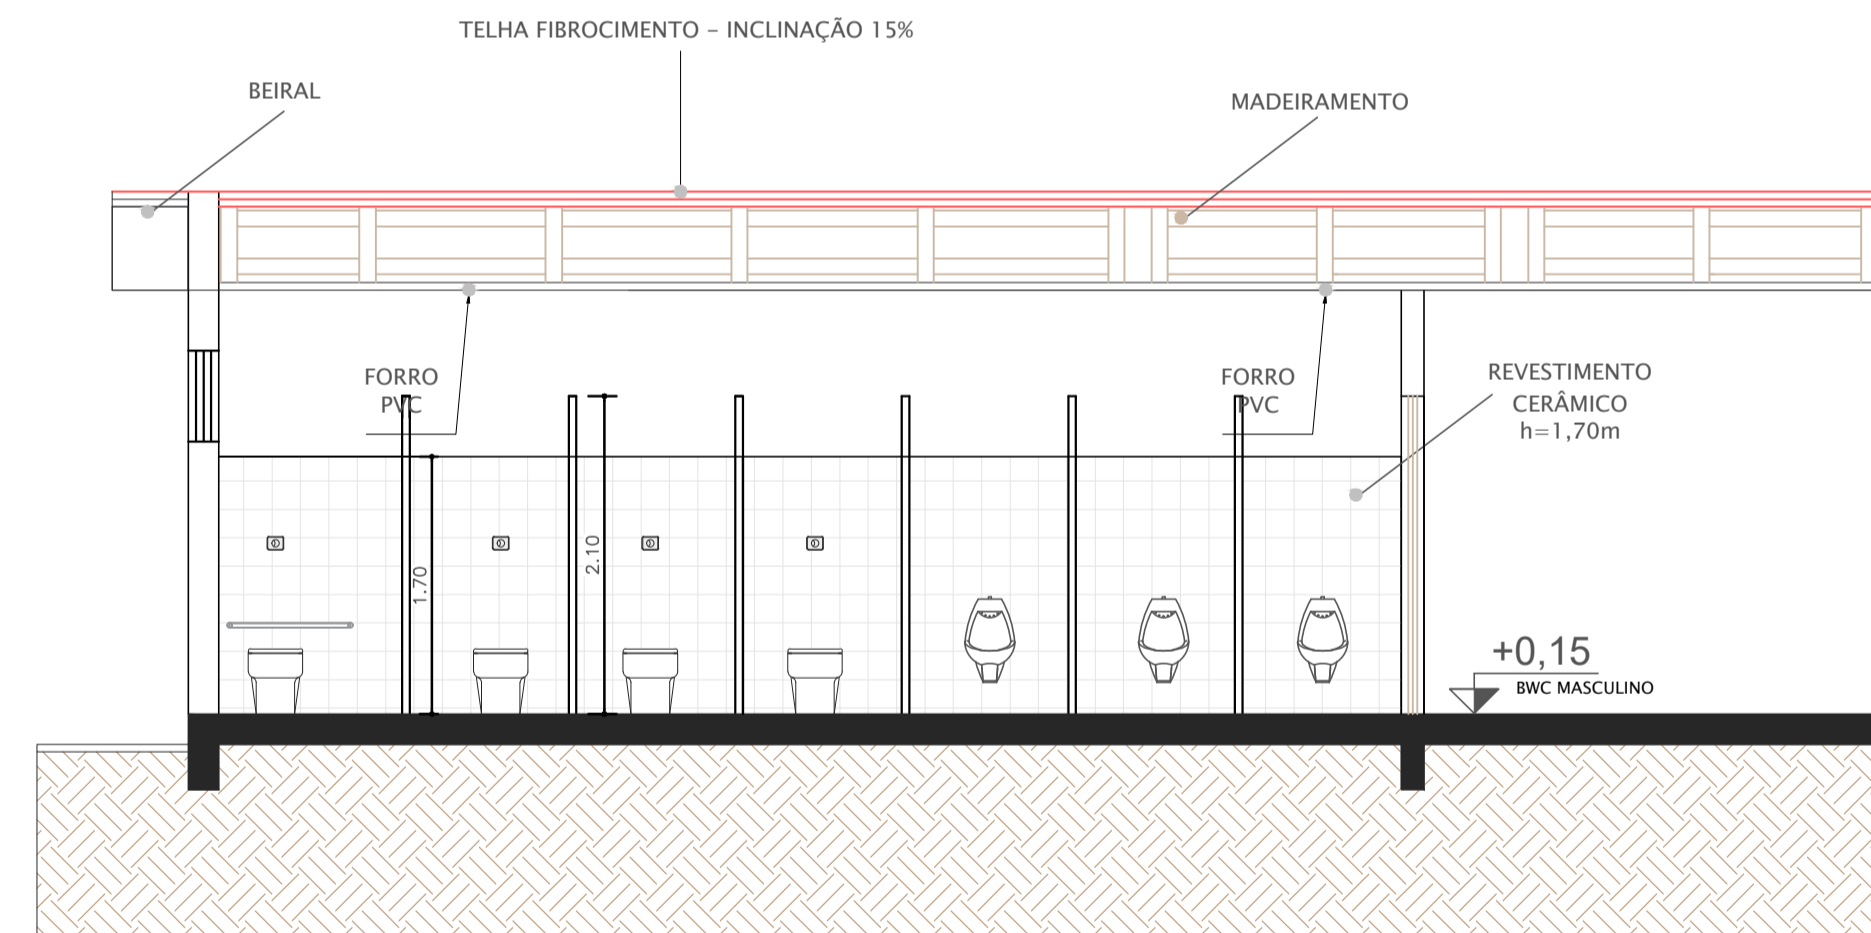 TELHA FIBROCIMENTO – INCLINAÇÃO 15%
BEIRAL
MADEIRAMENTO
FORRO
PVC
FORRO
PVC
REVESTIMENTO
CERÂMICO
h=1,70m
1.70
2.10
+0,15
BWC MASCULINO